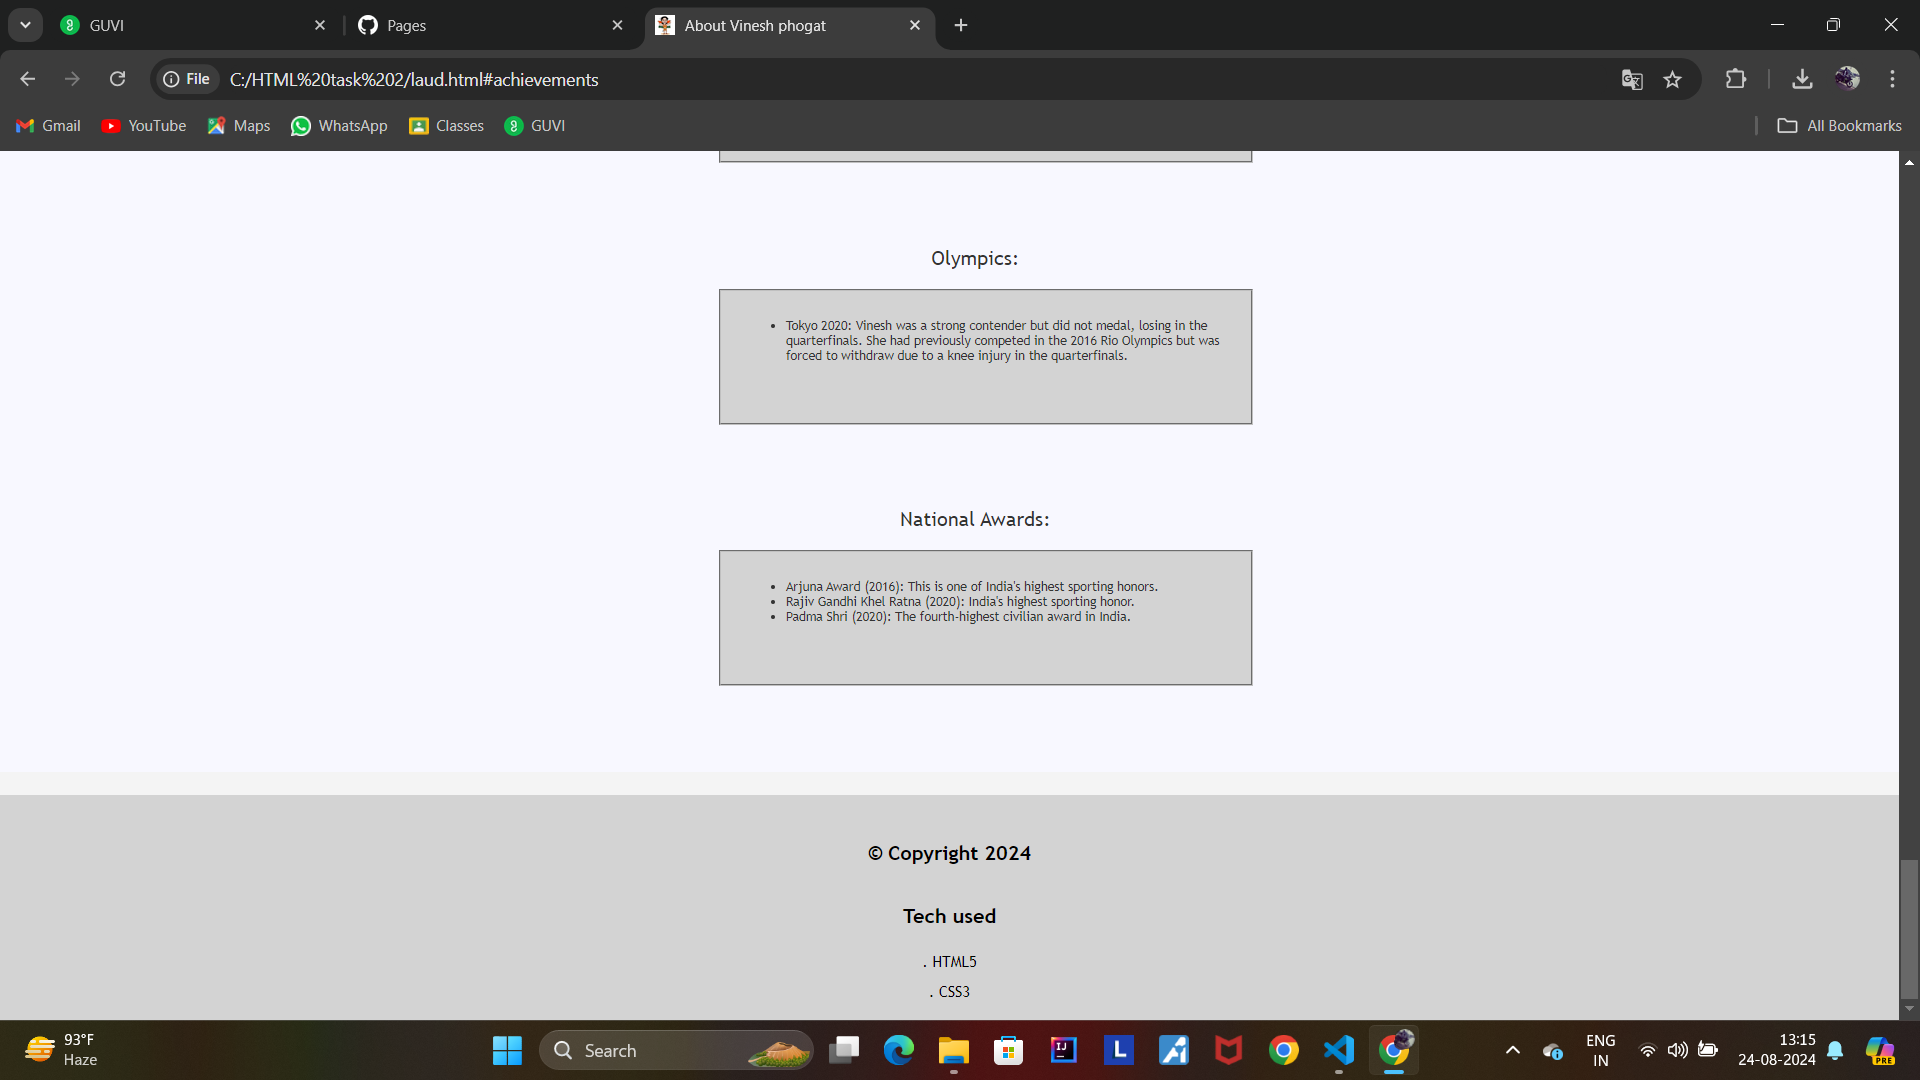 GUVI
Pages
About Vinesh phogat
File
C:/HTML%20task%202/laud.html#achievements
Gmail
YouTube
Maps
WhatsApp
Classes
GUVI
All Bookmarks
Olympics:
• Tokyo 2020: Vinesh was a strong contender but did not medal, losing in the
quarterfinals. She had previously competed in the 2016 Rio Olympics but was
forced to withdraw due to a knee injury in the quarterfinals.
National Awards:
• Arjuna Award (2016): This is one of India's highest sporting honors.
• Rajiv Gandhi Khel Ratna (2020): India's highest sporting honor.
• Padma Shri (2020): The fourth-highest civilian award in India.
© Copyright 2024
Tech used
. HTML5
. CSS3
93°F
Haze
Search
ENG
IN
13:15
24-08-2024
PRE